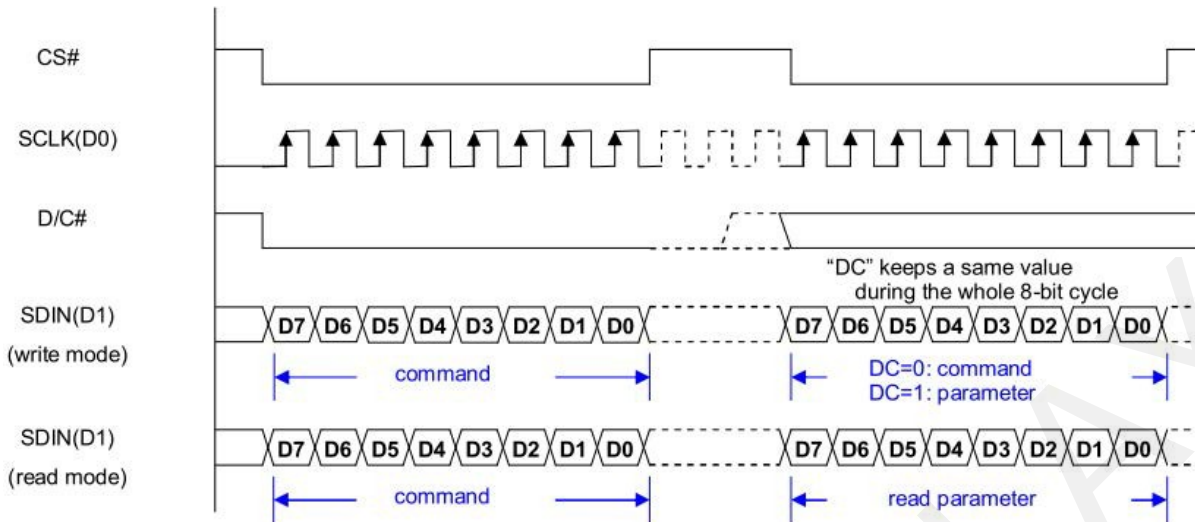 CS#
SCLK(D0)
D/C#
“DC” keeps a same value
during the whole 8-bit cycle
SDIN(D1)
(write mode)
D7 D6 D5 D4 D3 D2 D1 D0
D7 D6 D5 D4 D3 D2 D1 D0
command
DC=0: command
DC=1: parameter
SDIN(D1)
(read mode)
D7 D6 D5 D4 D3 D2 D1 D0
D7 D6 D5 D4 D3 D2 D1 D0
command
read parameter